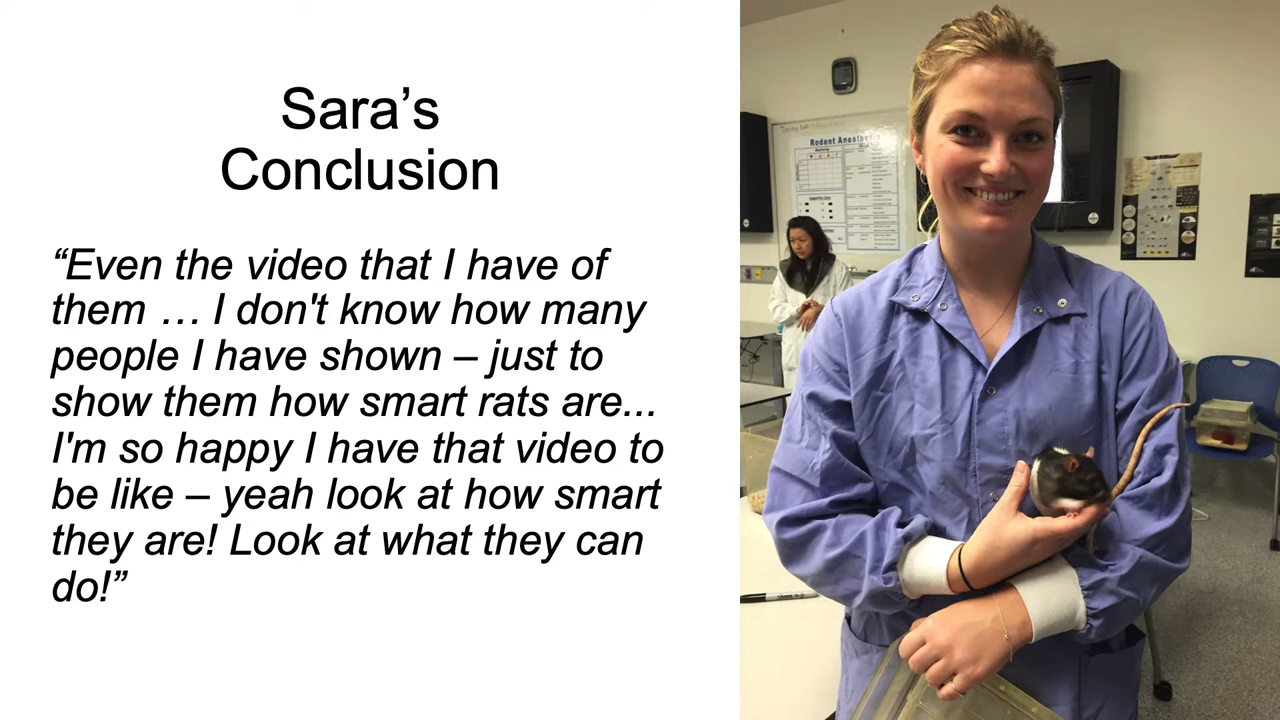 Sara’s
Conclusion
“Even the video that I have of
them … I don't know how many
people I have shown – just to
show them how smart rats are...
I'm so happy I have that video to
be like – yeah look at how smart
they are! Look at what they can
do!”
Rodent Anesthesia